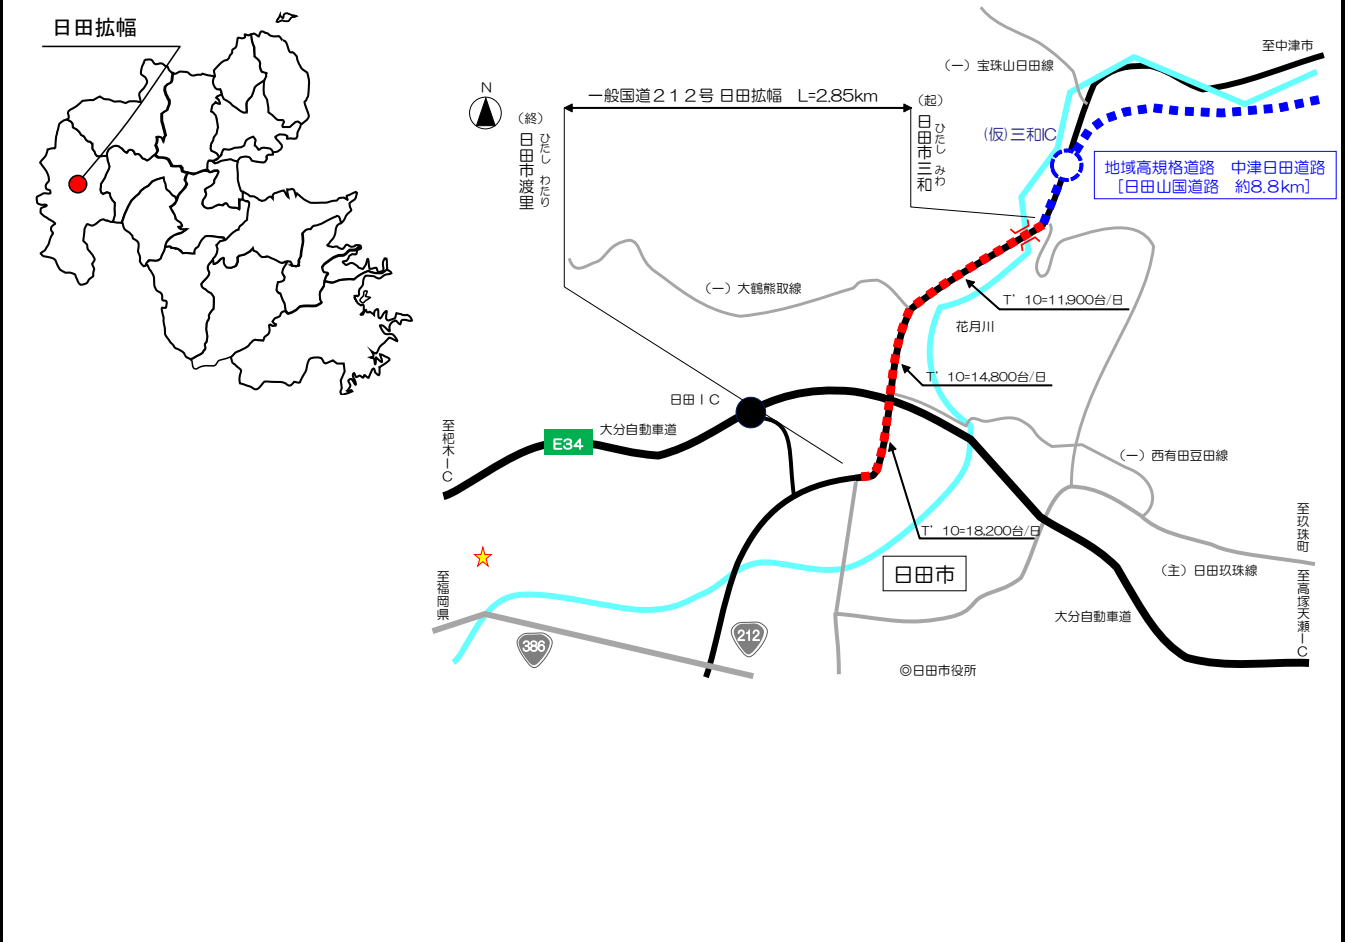 日田拡幅
N
一般国道２１２号 日田拡幅　L=2.85km
（終）
日田市渡里
ひたし わたり
（起）
日田市三和
ひたし みわ
（一）宝珠山日田線
至中津市
(仮)三和IC
地域高規格道路　中津日田道路
［日田山国道路　約8.8km］
（一）大鶴熊取線
T’10=11,900台/日
花月川
T’10=14,800台/日
日田ＩＣ
至杷木ＩＣ
E34
大分自動車道
（一）西有田豆田線
T’10=18,200台/日
至玖珠町
日田市
（主）日田玖珠線
至福岡県
至高塚天瀬ＩＣ
大分自動車道
386
212
◎日田市役所